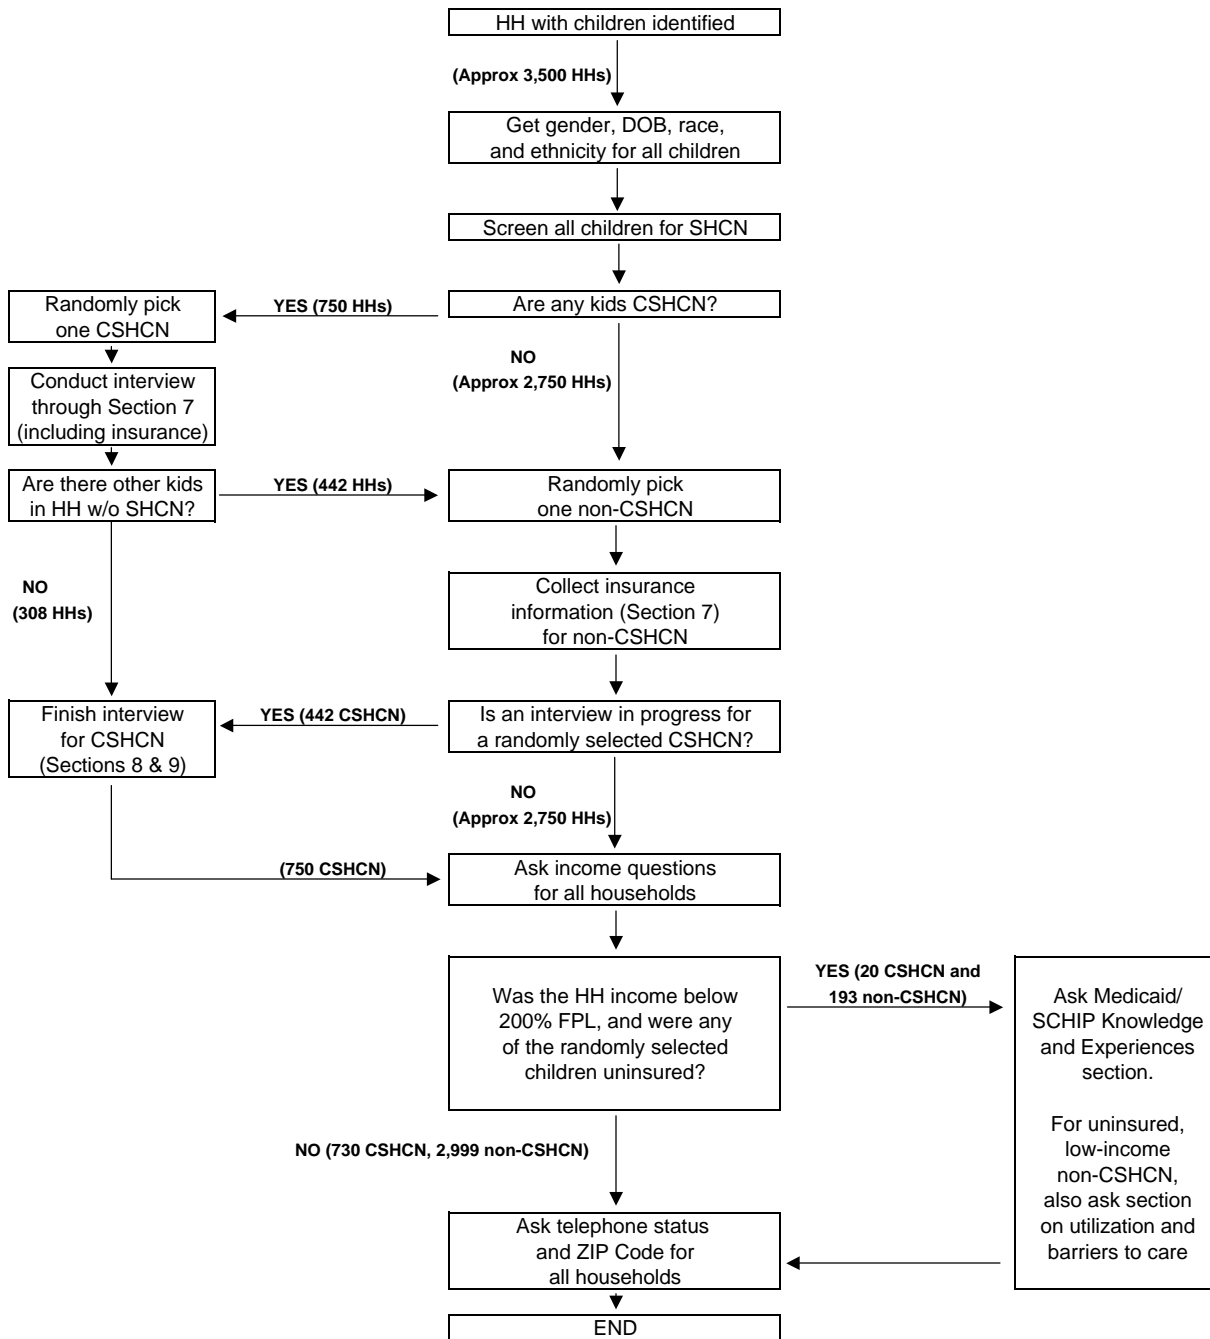 HH with children identified
(Approx 3,500 HHs)
Get gender, DOB, race,
and ethnicity for all children
Screen all children for SHCN
Are any kids CSHCN?
YES (750 HHs)
Randomly pick
one CSHCN
NO
(Approx 2,750 HHs)
Conduct interview
through Section 7
(including insurance)
Are there other kids
in HH w/o SHCN?
YES (442 HHs)
Randomly pick
one non-CSHCN
NO
(308 HHs)
Collect insurance
information (Section 7)
for non-CSHCN
Is an interview in progress for
a randomly selected CSHCN?
YES (442 CSHCN)
Finish interview
for CSHCN
(Sections 8 & 9)
NO
(Approx 2,750 HHs)
(750 CSHCN)
Ask income questions
for all households
Was the HH income below
200% FPL, and were any
of the randomly selected
children uninsured?
YES (20 CSHCN and
193 non-CSHCN)
Ask Medicaid/
SCHIP Knowledge
and Experiences
section.
For uninsured,
low-income
non-CSHCN,
also ask section
on utilization and
barriers to care
NO (730 CSHCN, 2,999 non-CSHCN)
Ask telephone status
and ZIP Code for
all households
END